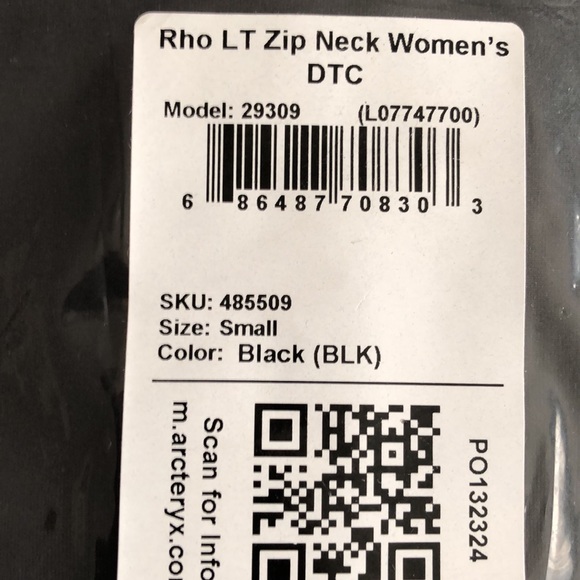 Rho LT Zip Neck Women's
DTC
Model: 29309 (L07747700)
6 86487 70830 3
SKU: 485509
Size: Small
Color: Black (BLK)
Scan for Info
m.arcteryx.co
PO132324